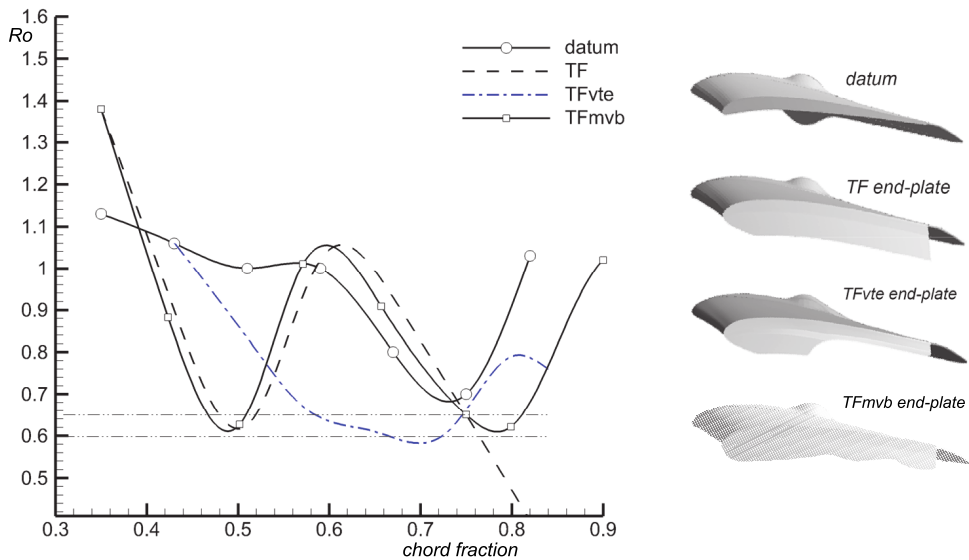 1.6
Ro
1.5
1.4
1.3
1.2
1.1
1
0.9
0.8
0.7
0.6
0.5
0.3 0.4 0.5 0.6 0.7 0.8 0.9
chord fraction
datum
TF
TFvte
TFmvb
datum
TF end-plate
TFvte end-plate
TFmvb end-plate